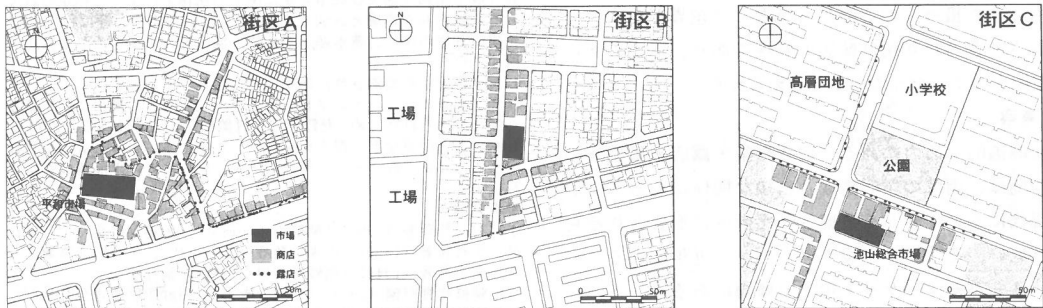 街区A
N
平和市場
市場
商店
露店
0
50m
街区B
N
工場
工場
0
50m
街区C
N
高層団地
小学校
公園
池山総合市場
0
50m